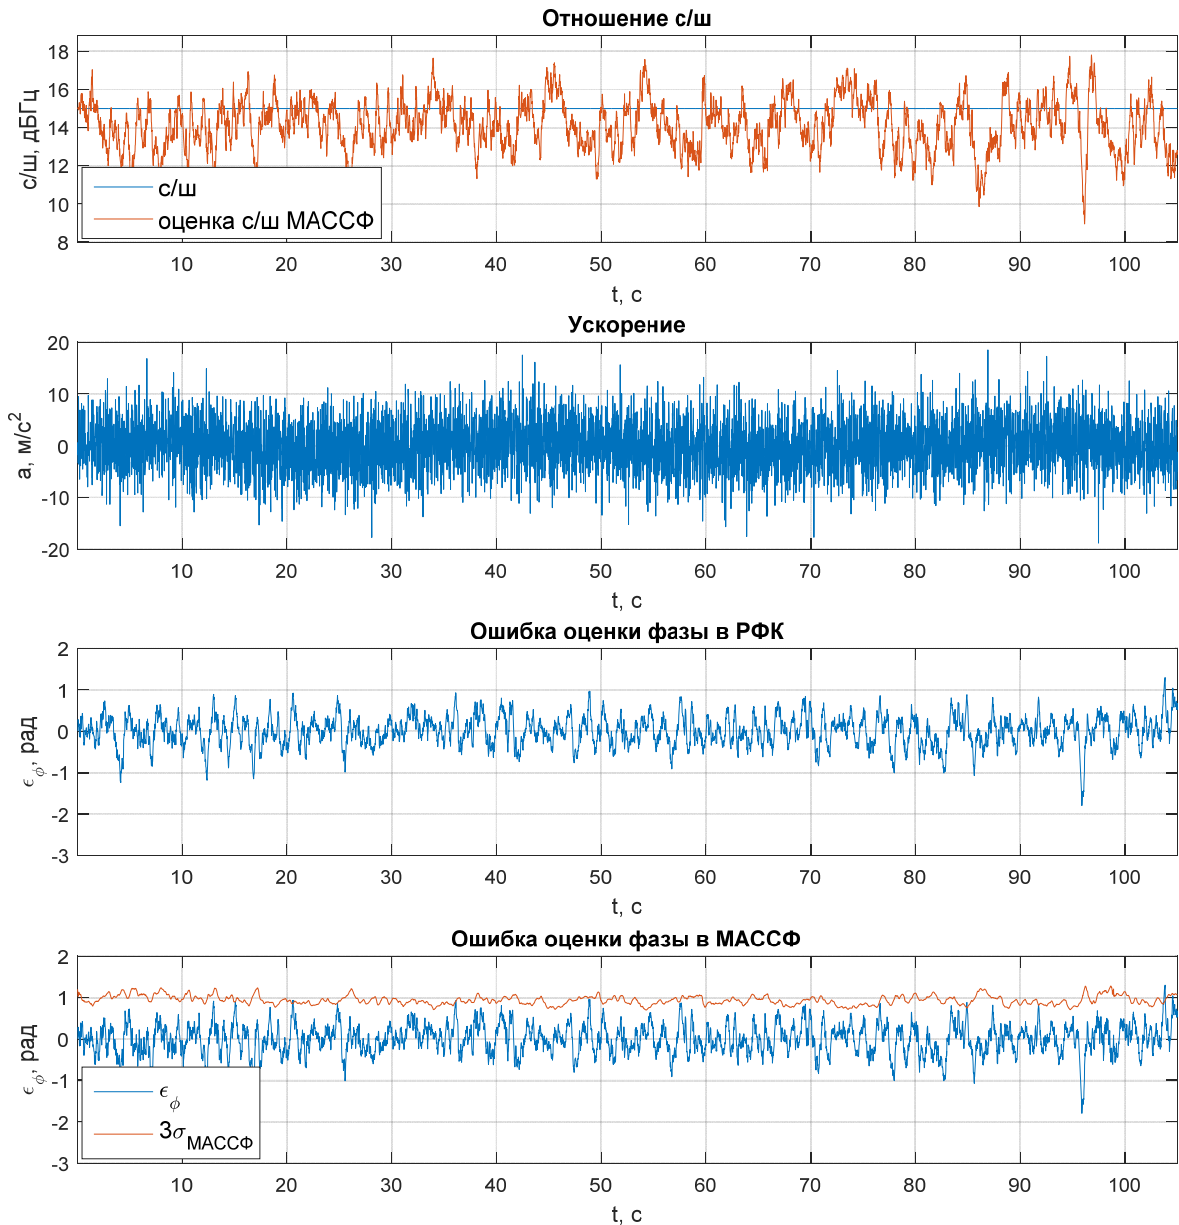 Отношение с/ш
18
16
14
12
10
8
с/ш, дБГц
с/ш
оценка с/ш МАССФ
10 20 30 40 50 60 70 80 90 100
t, с
Ускорение
20
10
0
-10
-20
а, м/с²
10 20 30 40 50 60 70 80 90 100
t, с
Ошибка оценки фазы в РФК
2
1
0
-1
-2
-3
ϵ_ϕ, рад
10 20 30 40 50 60 70 80 90 100
t, с
Ошибка оценки фазы в МАССФ
2
1
0
-1
-2
-3
ϵ_ϕ, рад
ϵ_ϕ
3σ_МАССФ
10 20 30 40 50 60 70 80 90 100
t, с